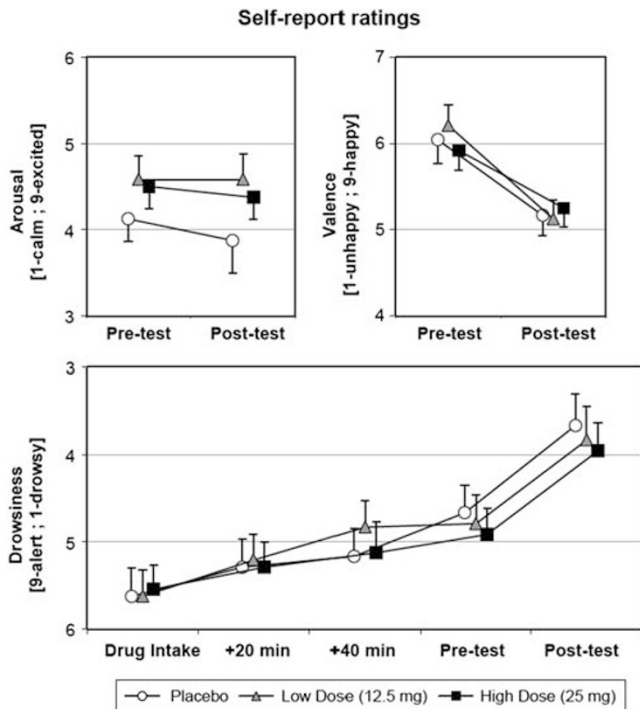 Self-report ratings
6
5
4
3
Arousal
[1-calm ; 9-excited]
Pre-test Post-test
7
6
5
4
Valence
[1-unhappy ; 9-happy]
Pre-test Post-test
3
4
5
6
Drowsiness
[9-alert ; 1-drowsy]
Drug Intake +20 min +40 min Pre-test Post-test
Placebo Low Dose (12.5 mg) High Dose (25 mg)